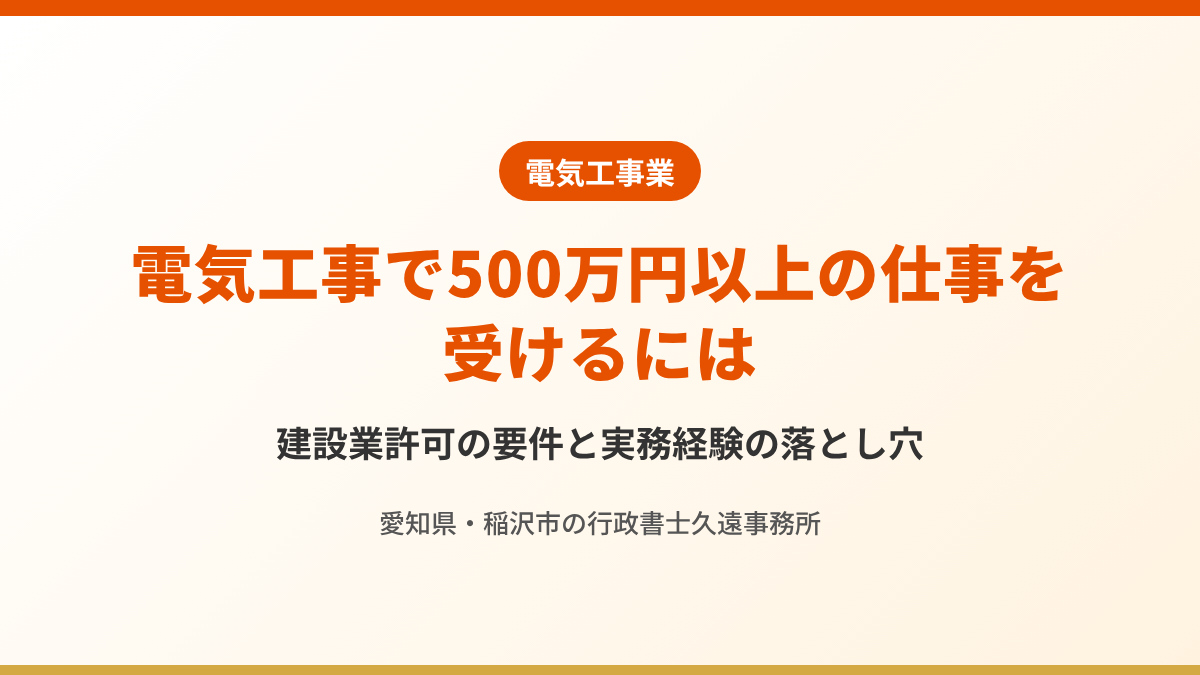 電気工事業
電気工事で500万円以上の仕事を
受けるには
建設業許可の要件と実務経験の落とし穴
愛知県・稲沢市の行政書士久遠事務所